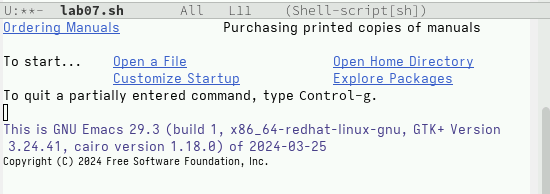 U:**-  lab07.sh       All   L11    (Shell-script[sh])
Ordering Manuals             Purchasing printed copies of manuals
To start...    Open a File                 Open Home Directory
               Customize Startup           Explore Packages
To quit a partially entered command, type Control-g.
This is GNU Emacs 29.3 (build 1, x86_64-redhat-linux-gnu, GTK+ Version
 3.24.41, cairo version 1.18.0) of 2024-03-25
Copyright (C) 2024 Free Software Foundation, Inc.